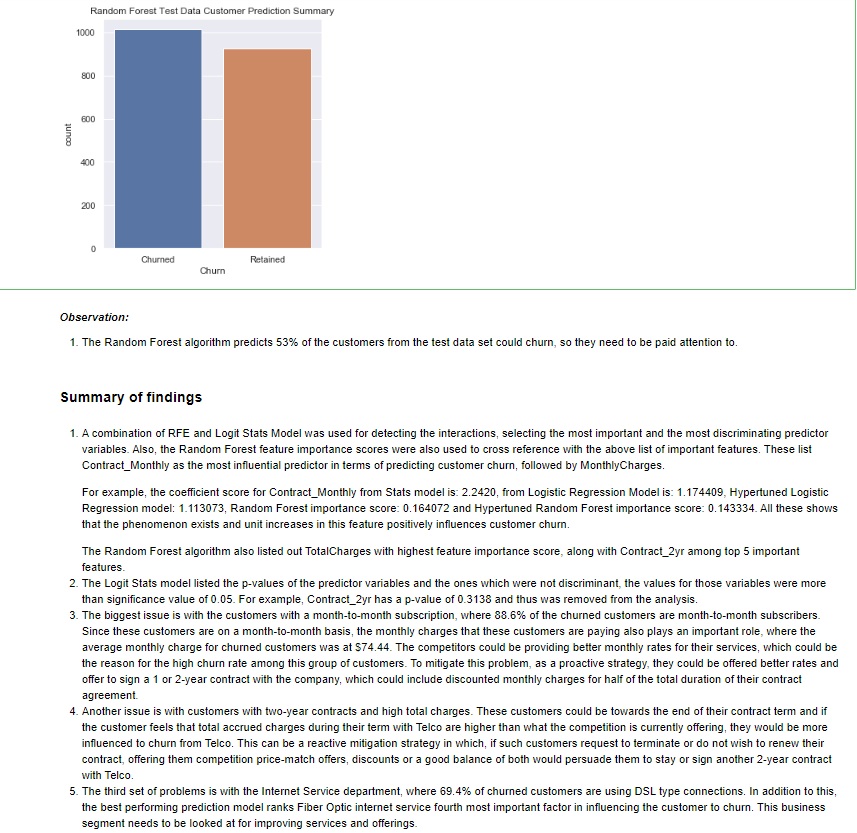 Random Forest Test Data Customer Prediction Summary
1000
800
600
400
200
0
count
Churned
Retained
Churn
Observation:
1. The Random Forest algorithm predicts 53% of the customers from the test data set could churn, so they need to be paid attention to.
Summary of findings
1. A combination of RFE and Logit Stats Model was used for detecting the interactions, selecting the most important and the most discriminating predictor
variables. Also, the Random Forest feature importance scores were also used to cross reference with the above list of important features. These list
Contract_Monthly as the most influential predictor in terms of predicting customer churn, followed by MonthlyCharges.
For example, the coefficient score for Contract_Monthly from Stats model is: 2.2420, from Logistic Regression Model is: 1.174409, Hypertuned Logistic
Regression model: 1.113073, Random Forest importance score: 0.164072 and Hypertuned Random Forest importance score: 0.143334. All these shows
that the phenomenon exists and unit increases in this feature positively influences customer churn.
The Random Forest algorithm also listed out TotalCharges with highest feature importance score, along with Contract_2yr among top 5 important
features.
2. The Logit Stats model listed the p-values of the predictor variables and the ones which were not discriminant, the values for those variables were more
than significance value of 0.05. For example, Contract_2yr has a p-value of 0.3138 and thus was removed from the analysis.
3. The biggest issue is with the customers with a month-to-month subscription, where 88.6% of the churned customers are month-to-month subscribers.
Since these customers are on a month-to-month basis, the monthly charges that these customers are paying also plays an important role, where the
average monthly charge for churned customers was at $74.44. The competitors could be providing better monthly rates for their services, which could be
the reason for the high churn rate among this group of customers. To mitigate this problem, as a proactive strategy, they could be offered better rates and
offer to sign a 1 or 2-year contract with the company, which could include discounted monthly charges for half of the total duration of their contract
agreement.
4. Another issue is with customers with two-year contracts and high total charges. These customers could be towards the end of their contract term and if
the customer feels that total accrued charges during their term with Telco are higher than what the competition is currently offering, they would be more
influenced to churn from Telco. This can be a reactive mitigation strategy in which, if such customers request to terminate or do not wish to renew their
contract, offering them competition price-match offers, discounts or a good balance of both would persuade them to stay or sign another 2-year contract
with Telco.
5. The third set of problems is with the Internet Service department, where 69.4% of churned customers are using DSL type connections. In addition to this,
the best performing prediction model ranks Fiber Optic internet service fourth most important factor in influencing the customer to churn. This business
segment needs to be looked at for improving services and offerings.